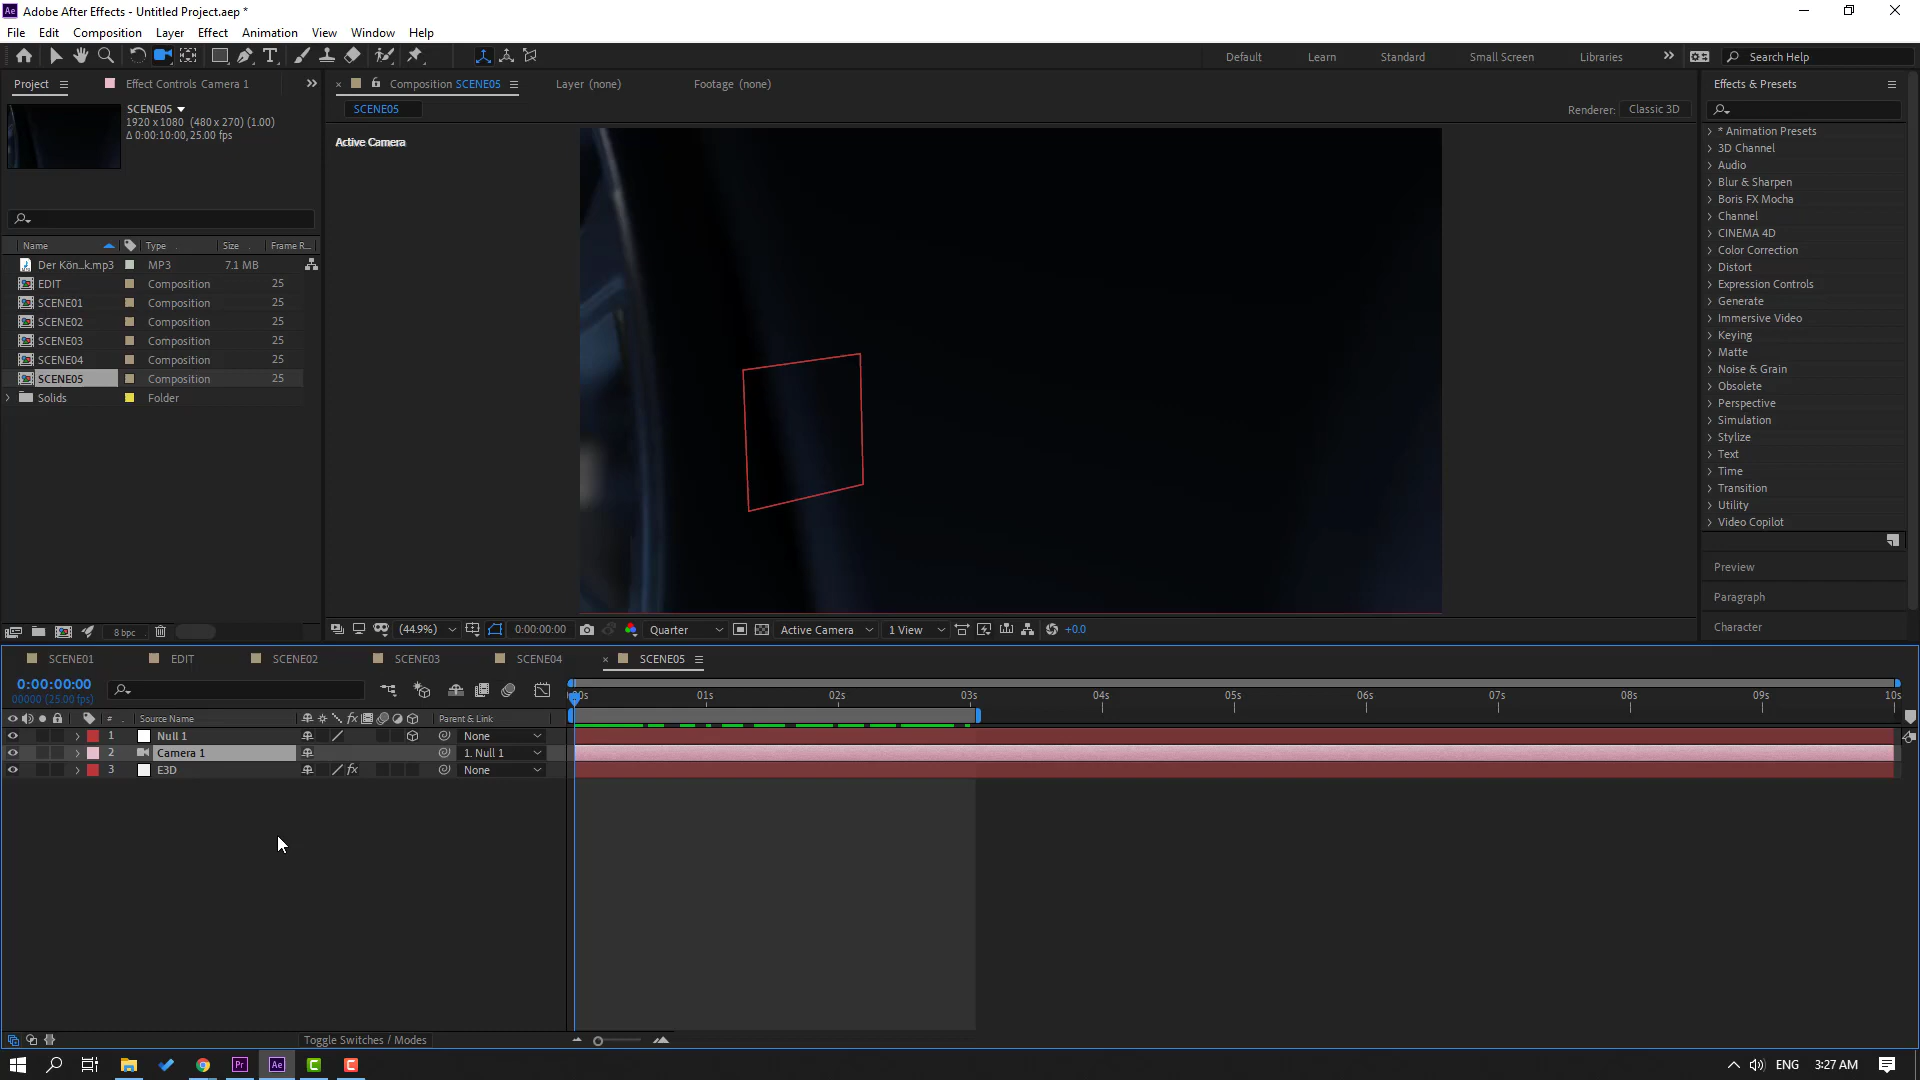 Adobe After Effects - Untitled Project.aep *
File Edit Composition Layer Effect Animation View Window Help
Default Learn Standard Small Screen Libraries Search Help
Project Effect Controls Camera 1
Composition SCENE05 Layer (none) Footage (none)
Effects & Presets
SCENE05
1920 x 1080 (480 x 270) (1.00)
Δ 0:00:10:00, 25.00 fps
SCENE05
Renderer: Classic 3D
Active Camera
Name Type Size Frame R...
Der Kön_k.mp3 MP3 7.1 MB
EDIT Composition 25
SCENE01 Composition 25
SCENE02 Composition 25
SCENE03 Composition 25
SCENE04 Composition 25
SCENE05 Composition 25
Solids Folder
8 bpc
* Animation Presets
3D Channel
Audio
Blur & Sharpen
Boris FX Mocha
Channel
CINEMA 4D
Color Correction
Distort
Expression Controls
Generate
Immersive Video
Keying
Matte
Noise & Grain
Obsolete
Perspective
Simulation
Stylize
Text
Time
Transition
Utility
Video Copilot
Preview
Paragraph
Character
(44.9%) 0:00:00:00 Quarter Active Camera 1 View +0.0
SCENE01 EDIT SCENE02 SCENE03 SCENE04 SCENE05
0:00:00:00
00000 (25.00 fps)
:00s 01s 02s 03s 04s 05s 06s 07s 08s 09s 10s
# Source Name fx Parent & Link
1 Null 1 None
2 Camera 1 1. Null 1
3 E3D fx None
Toggle Switches / Modes
Pr Ae C C ENG 3:27 AM